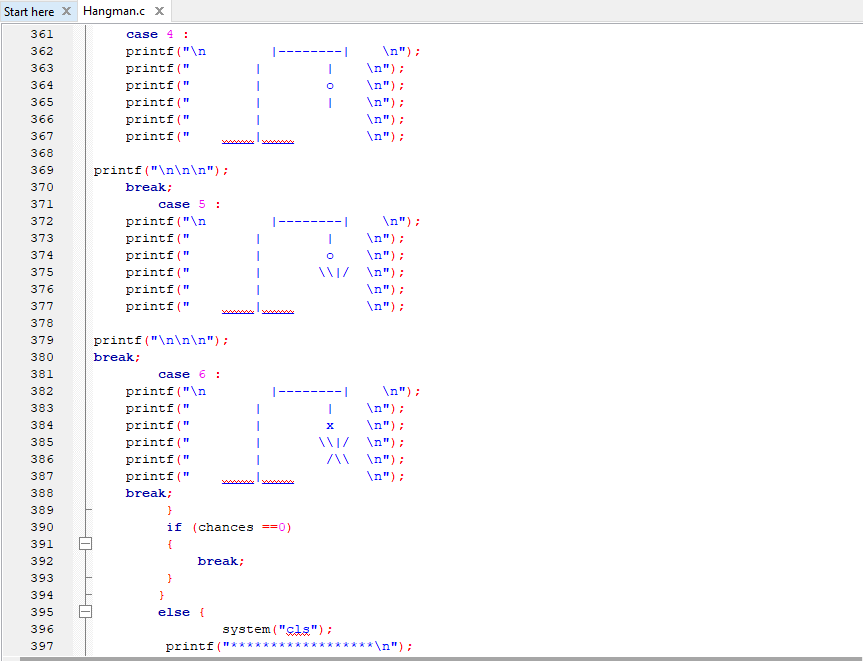 Start here X Hangman.c X
361 case 4 :
362 printf("\n        |--------|    \n");
363 printf("        |        |    \n");
364 printf("        |        o    \n");
365 printf("        |        |    \n");
366 printf("        |             \n");
367 printf("    ____|____         \n");
368
369 printf("\n\n\n");
370 break;
371 case 5 :
372 printf("\n        |--------|    \n");
373 printf("        |        |    \n");
374 printf("        |        o    \n");
375 printf("        |       \\|/  \n");
376 printf("        |             \n");
377 printf("    ____|____         \n");
378
379 printf("\n\n\n");
380 break;
381 case 6 :
382 printf("\n        |--------|    \n");
383 printf("        |        |    \n");
384 printf("        |        x    \n");
385 printf("        |       \\|/  \n");
386 printf("        |        /\\  \n");
387 printf("    ____|____         \n");
388 break;
389 }
390 if (chances ==0)
391 {
392 break;
393 }
394 }
395 else {
396 system("cls");
397 printf("******************\n");